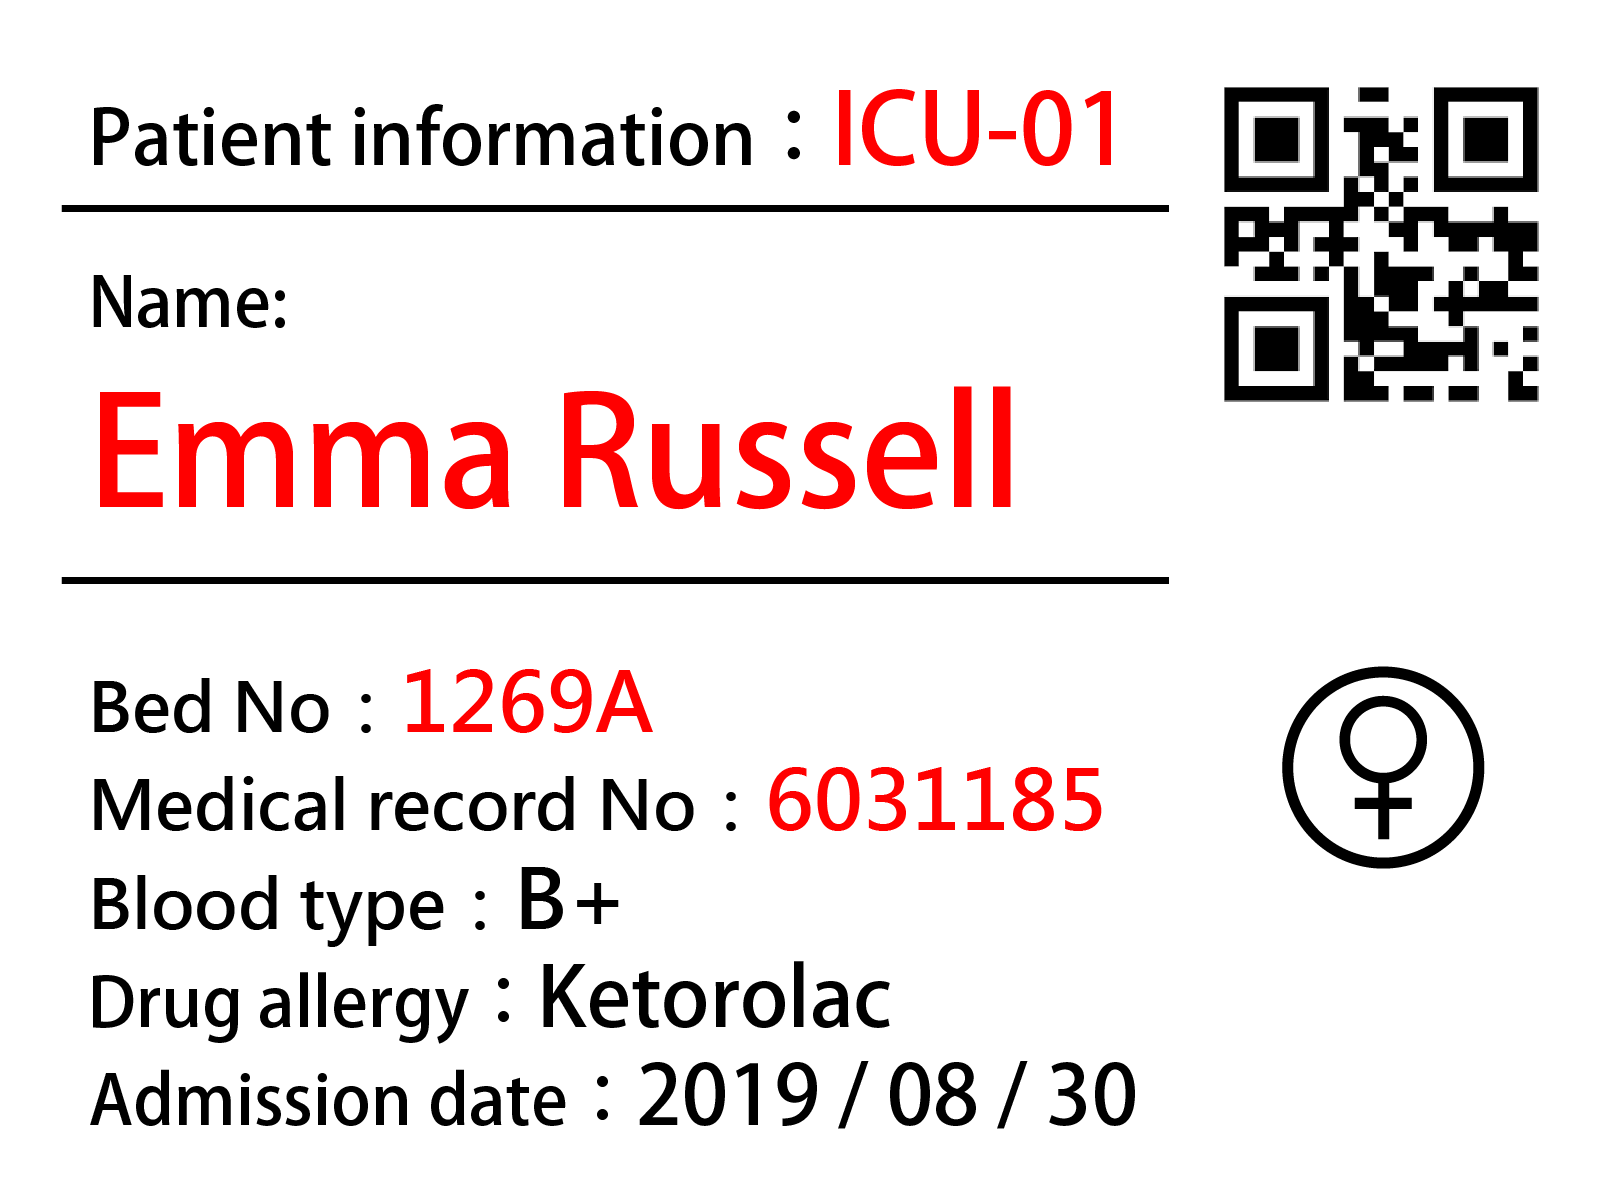 Patient information：ICU-01
Name:
Emma Russell
Bed No：1269A
Medical record No：6031185
Blood type：B+
Drug allergy：Ketorolac
Admission date：2019 / 08 / 30